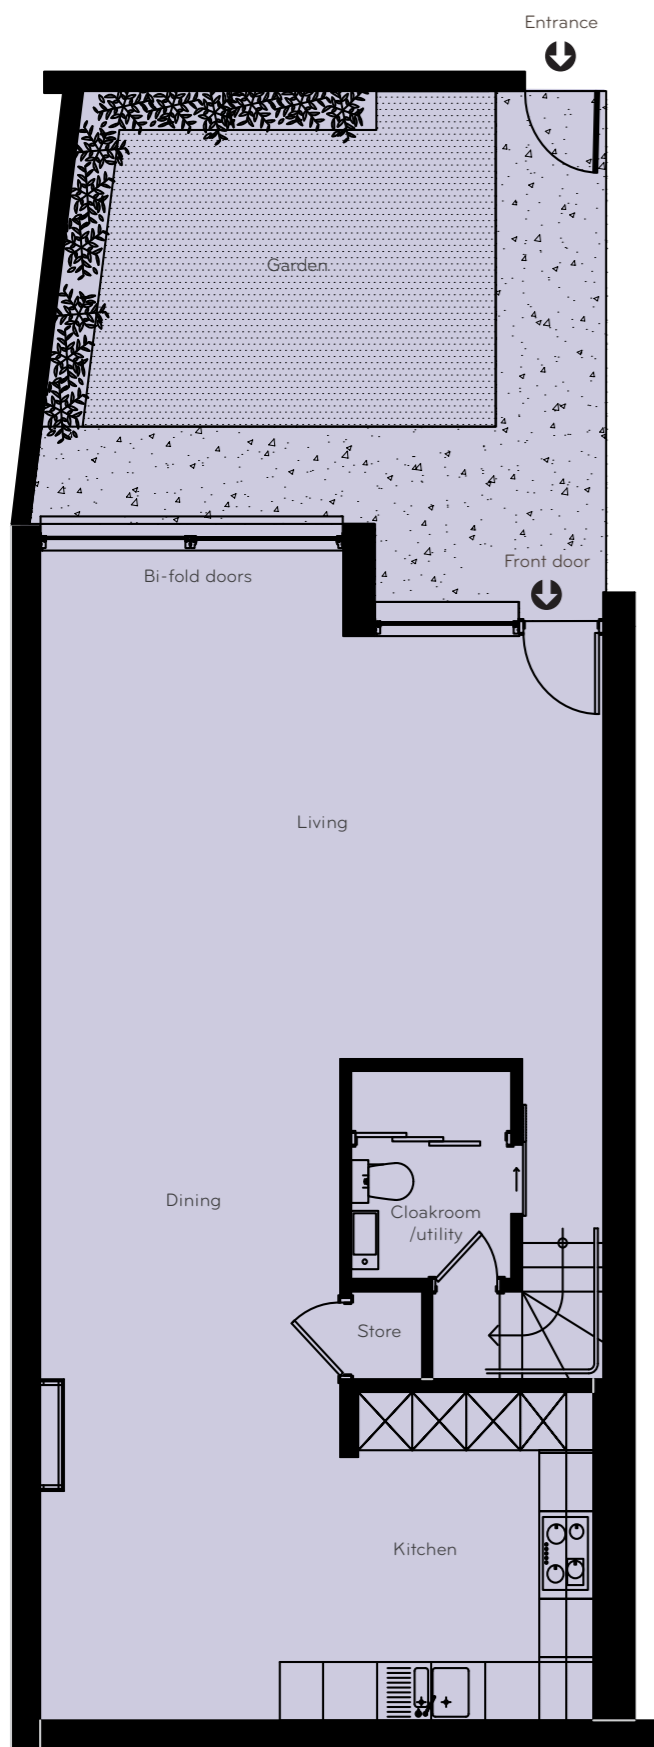 Entrance
Garden
Front door
Bi-fold doors
Living
Dining
Cloakroom
/utility
Store
Kitchen